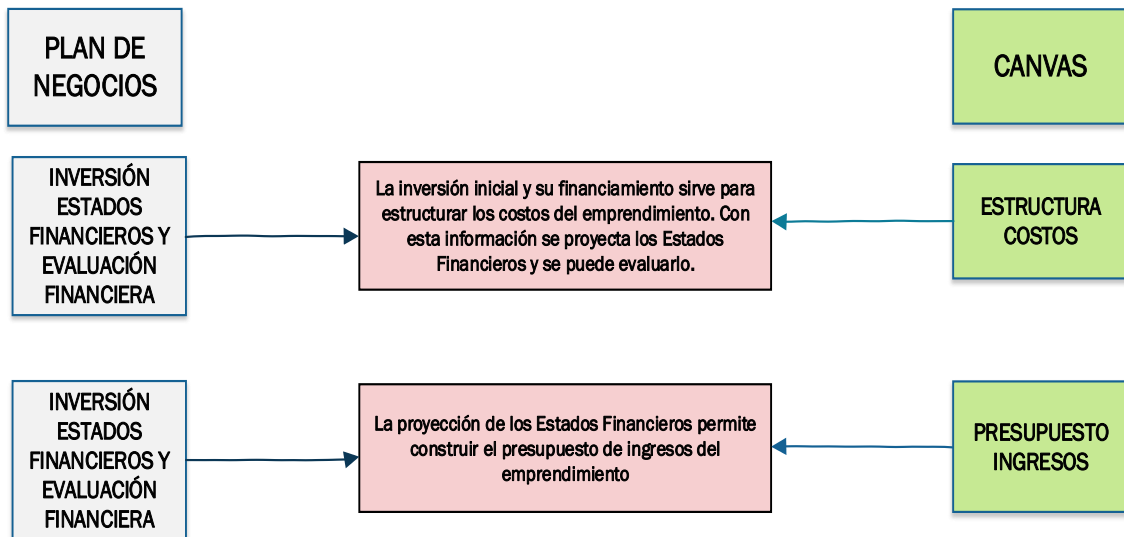 PLAN DE
NEGOCIOS
CANVAS
INVERSIÓN
ESTADOS
FINANCIEROS Y
EVALUACIÓN
FINANCIERA
La inversión inicial y su financiamiento sirve para
estructurar los costos del emprendimiento. Con
esta información se proyecta los Estados
Financieros y se puede evaluarlo.
ESTRUCTURA
COSTOS
INVERSIÓN
ESTADOS
FINANCIEROS Y
EVALUACIÓN
FINANCIERA
La proyección de los Estados Financieros permite
construir el presupuesto de ingresos del
emprendimiento
PRESUPUESTO
INGRESOS